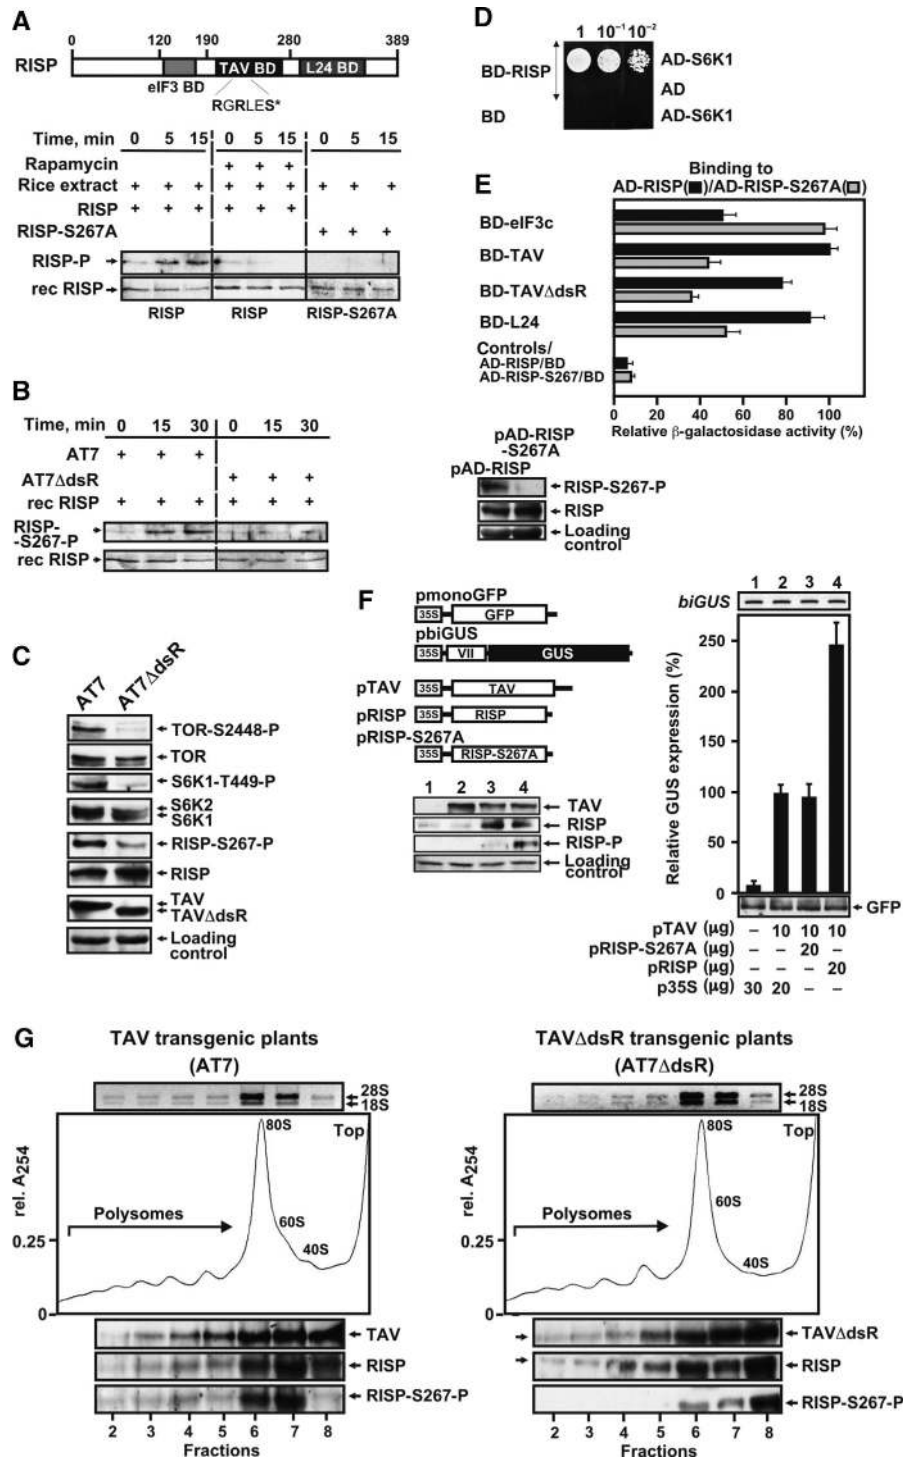 A
0 120 190 280 389
RISP
TAV BD
L24 BD
eIF3 BD
RGRLES*
Time, min 0 5 15 0 5 15 0 5 15
Rapamycin + + +
Rice extract + + + + + + + + +
RISP + + + + + +
RISP-S267A + + +
RISP-P
rec RISP
RISP RISP RISP-S267A
B
Time, min 0 15 30 0 15 30
AT7 + + +
AT7ΔdsR + + +
rec RISP + + + + + +
RISP-
-S267-P
rec RISP
C
AT7 AT7ΔdsR
TOR-S2448-P
TOR
S6K1-T449-P
S6K2
S6K1
RISP-S267-P
RISP
TAV
TAVΔdsR
Loading
control
D
1 10⁻¹ 10⁻²
BD-RISP
AD-S6K1
AD
BD
AD-S6K1
E
Binding to
AD-RISP(■)/AD-RISP-S267A(■)
BD-eIF3c
BD-TAV
BD-TAVΔdsR
BD-L24
Controls/
AD-RISP/BD
AD-RISP-S267/BD
0 20 40 60 80 100
Relative β-galactosidase activity (%)
pAD-RISP
-S267A
pAD-RISP
RISP-S267-P
RISP
Loading
control
F
pmonoGFP
35S GFP
pbiGUS
35S VII GUS
pTAV 35S TAV
pRISP 35S RISP
pRISP-S267A
35S RISP-S267A
1 2 3 4
TAV
RISP
RISP-P
Loading
control
1 2 3 4
biGUS
Relative GUS expression (%)
250
200
150
100
50
0
GFP
pTAV (µg) – 10 10 10
pRISP-S267A (µg) – – 20 –
pRISP (µg) – – – 20
p35S (µg) 30 20 – –
G
TAV transgenic plants
(AT7)
28S
18S
80S
Top
rel. A254
Polysomes
60S
0.25
40S
0
TAV
RISP
RISP-S267-P
2 3 4 5 6 7 8
Fractions
TAVΔdsR transgenic plants
(AT7ΔdsR)
28S
18S
80S
Top
rel. A254
60S
Polysomes
0.25
40S
0
TAVΔdsR
RISP
RISP-S267-P
2 3 4 5 6 7 8
Fractions